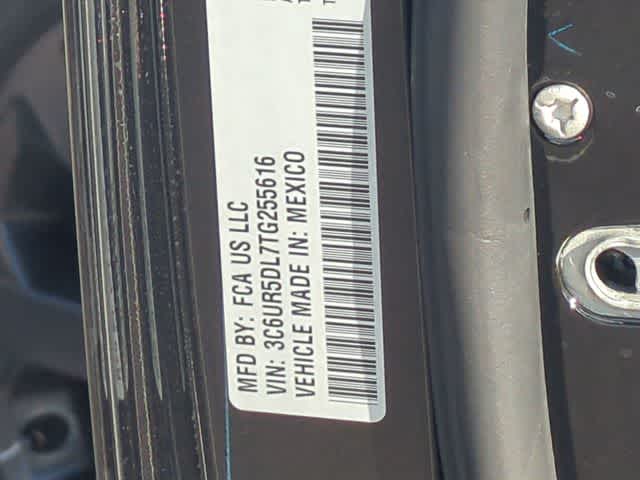 MFD BY: FCA US LLC
VIN: 3C6UR5DL7TG255616
VEHICLE MADE IN: MEXICO